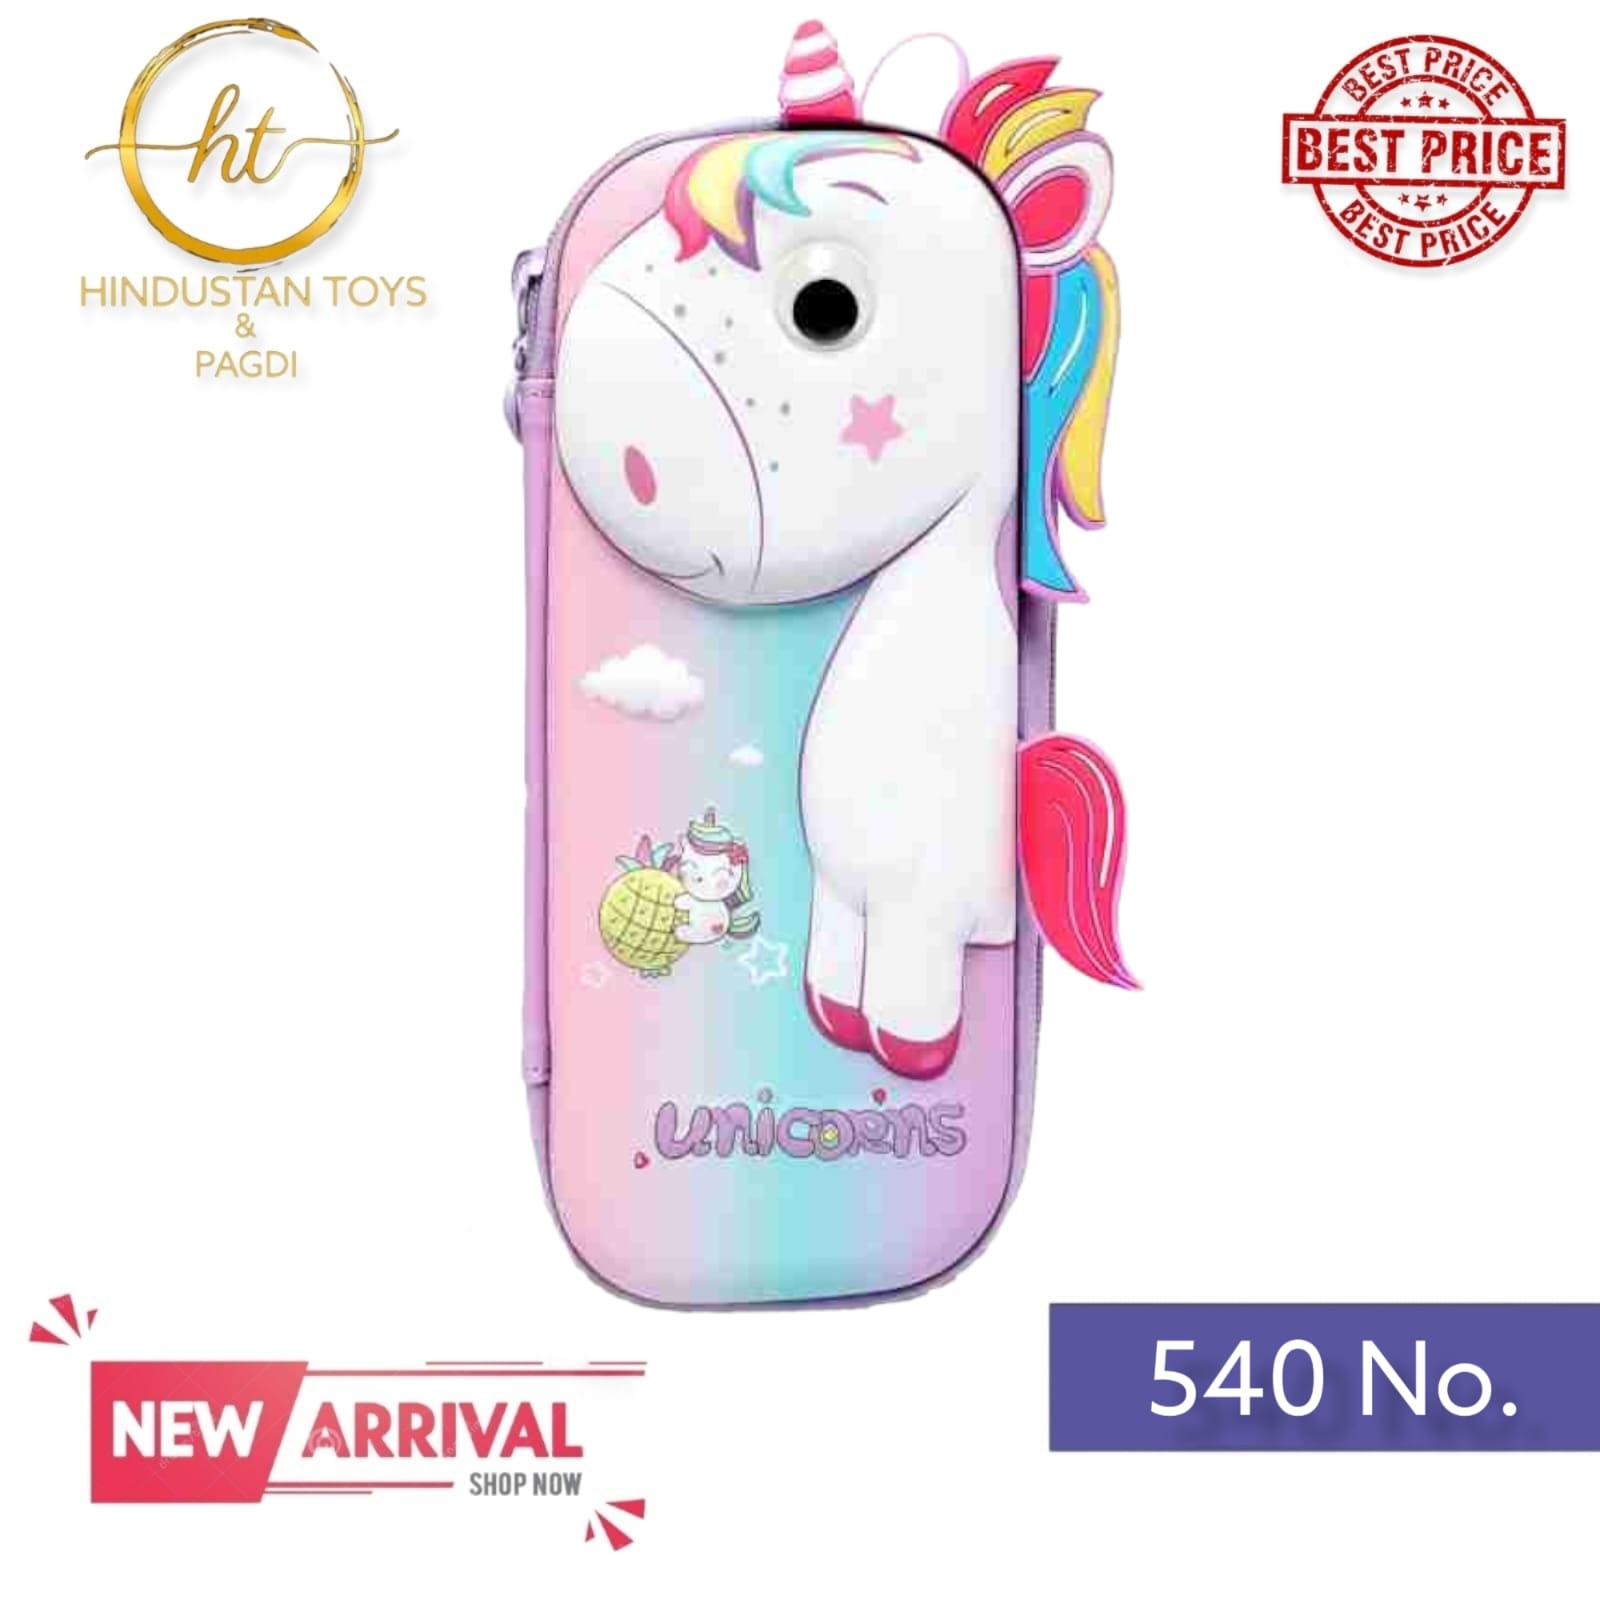 ht
HINDUSTAN TOYS
&
PAGDI
BEST PRICE
BEST PRICE
BEST PRICE
unicorns
NEW ARRIVAL
SHOP NOW
540 No.